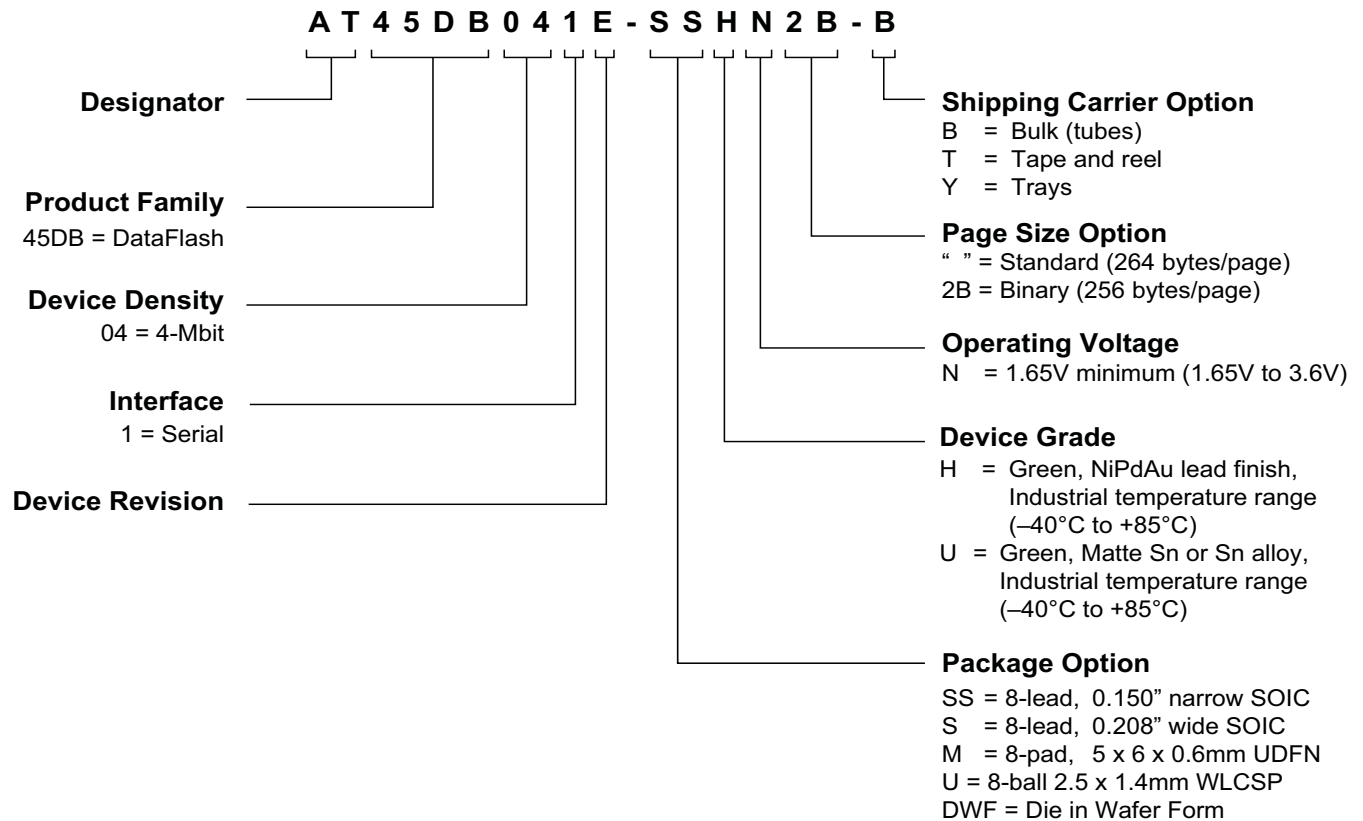 A T 4 5 D B 0 4 1 E - S S H N 2 B - B
Designator
Product Family
45DB = DataFlash
Device Density
04 = 4-Mbit
Interface
1 = Serial
Device Revision
Shipping Carrier Option
B = Bulk (tubes)
T = Tape and reel
Y = Trays
Page Size Option
“ ” = Standard (264 bytes/page)
2B = Binary (256 bytes/page)
Operating Voltage
N = 1.65V minimum (1.65V to 3.6V)
Device Grade
H = Green, NiPdAu lead finish,
Industrial temperature range
(–40°C to +85°C)
U = Green, Matte Sn or Sn alloy,
Industrial temperature range
(–40°C to +85°C)
Package Option
SS = 8-lead, 0.150” narrow SOIC
S = 8-lead, 0.208” wide SOIC
M = 8-pad, 5 x 6 x 0.6mm UDFN
U = 8-ball 2.5 x 1.4mm WLCSP
DWF = Die in Wafer Form